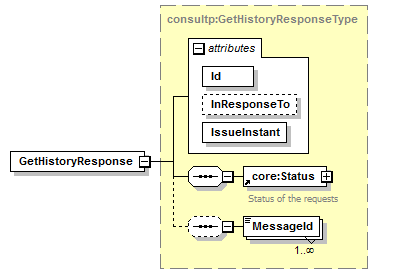 consultp:GetHistoryResponseType
attributes
Id
InResponseTo
IssueInstant
GetHistoryResponse
core:Status
Status of the requests
MessageId
1..∞